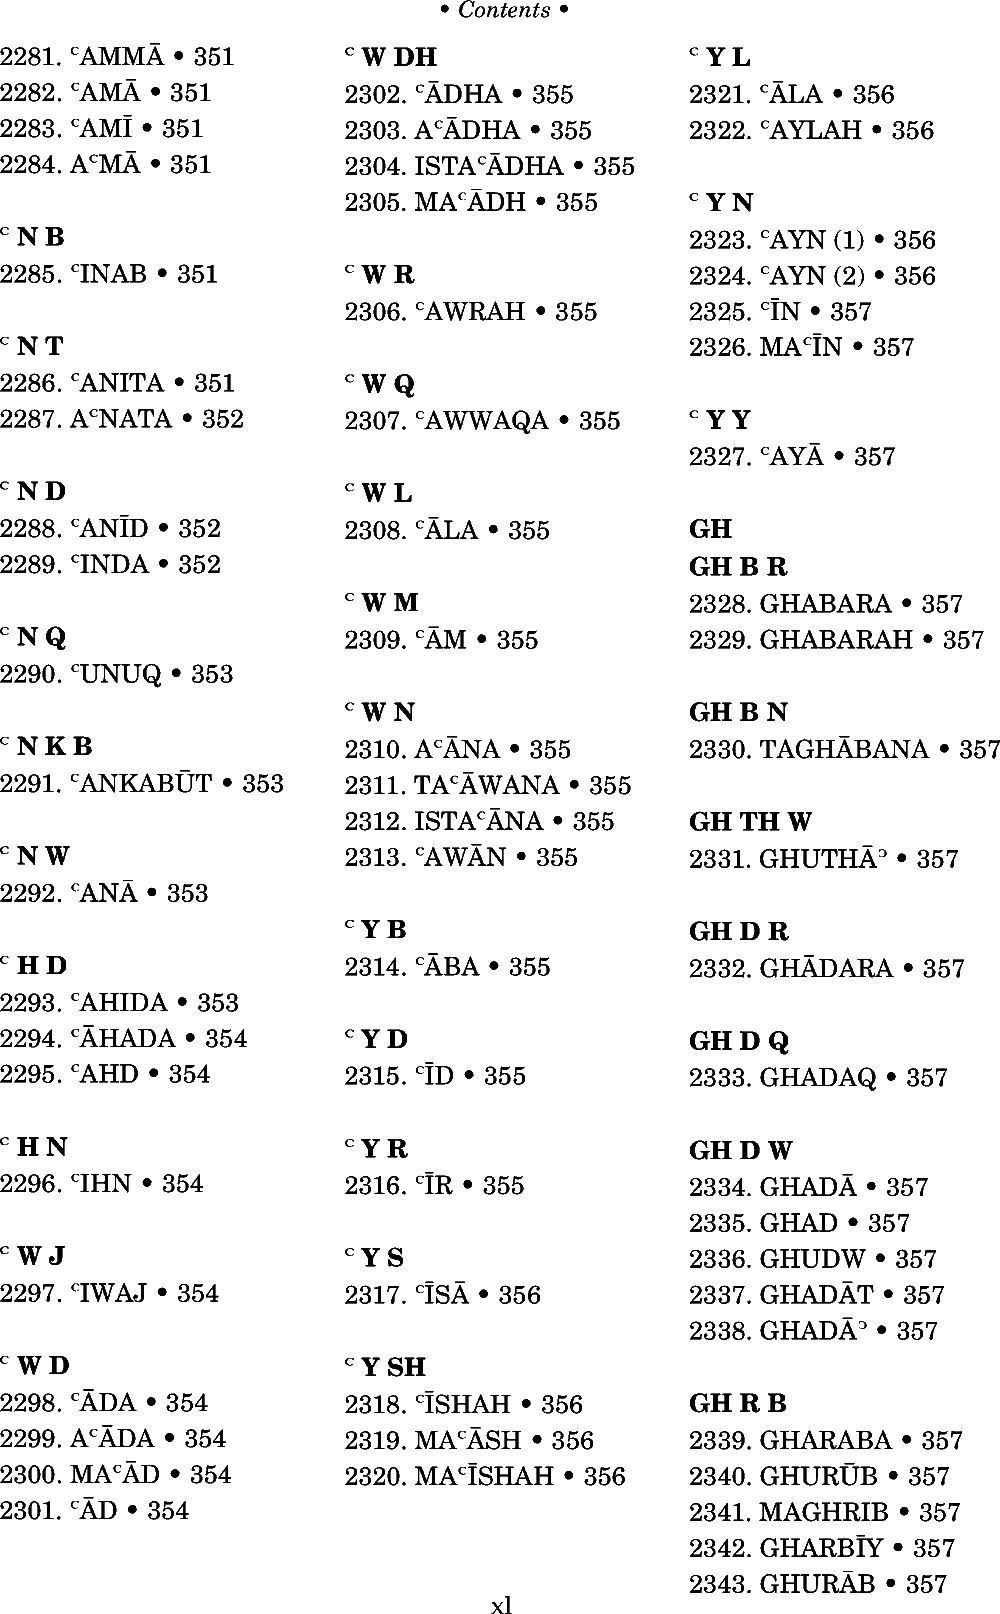 • Contents •
2281. ᶜAMMĀ • 351
2282. ᶜAMĀ • 351
2283. ᶜAMĪ • 351
2284. AᶜMĀ • 351
ᶜ N B
2285. ᶜINAB • 351
ᶜ N T
2286. ᶜANITA • 351
2287. AᶜNATA • 352
ᶜ N D
2288. ᶜANĪD • 352
2289. ᶜINDA • 352
ᶜ N Q
2290. ᶜUNUQ • 353
ᶜ N K B
2291. ᶜANKABŪT • 353
ᶜ N W
2292. ᶜANĀ • 353
ᶜ H D
2293. ᶜAHIDA • 353
2294. ᶜĀHADA • 354
2295. ᶜAHD • 354
ᶜ H N
2296. ᶜIHN • 354
ᶜ W J
2297. ᶜIWAJ • 354
ᶜ W D
2298. ᶜĀDA • 354
2299. AᶜĀDA • 354
2300. MAᶜĀD • 354
2301. ᶜĀD • 354
ᶜ W DH
2302. ᶜĀDHA • 355
2303. AᶜĀDHA • 355
2304. ISTAᶜĀDHA • 355
2305. MAᶜĀDH • 355
ᶜ W R
2306. ᶜAWRAH • 355
ᶜ W Q
2307. ᶜAWWAQA • 355
ᶜ W L
2308. ᶜĀLA • 355
ᶜ W M
2309. ᶜĀM • 355
ᶜ W N
2310. AᶜĀNA • 355
2311. TAᶜĀWANA • 355
2312. ISTAᶜĀNA • 355
2313. ᶜAWĀN • 355
ᶜ Y B
2314. ᶜĀBA • 355
ᶜ Y D
2315. ᶜĪD • 355
ᶜ Y R
2316. ᶜĪR • 355
ᶜ Y S
2317. ᶜĪSĀ • 356
ᶜ Y SH
2318. ᶜĪSHAH • 356
2319. MAᶜĀSH • 356
2320. MAᶜĪSHAH • 356
ᶜ Y L
2321. ᶜĀLA • 356
2322. ᶜAYLAH • 356
ᶜ Y N
2323. ᶜAYN (1) • 356
2324. ᶜAYN (2) • 356
2325. ᶜĪN • 357
2326. MAᶜĪN • 357
ᶜ Y Y
2327. ᶜAYĀ • 357
GH
GH B R
2328. GHABARA • 357
2329. GHABARAH • 357
GH B N
2330. TAGHĀBANA • 357
GH TH W
2331. GHUTHĀᵓ • 357
GH D R
2332. GHĀDARA • 357
GH D Q
2333. GHADAQ • 357
GH D W
2334. GHADĀ • 357
2335. GHAD • 357
2336. GHUDW • 357
2337. GHADĀT • 357
2338. GHADĀᵓ • 357
GH R B
2339. GHARABA • 357
2340. GHURŪB • 357
2341. MAGHRIB • 357
2342. GHARBĪY • 357
2343. GHURĀB • 357
xl